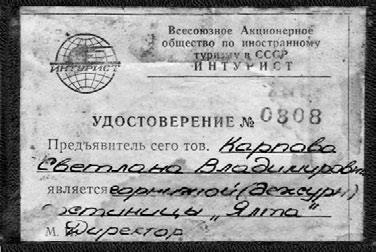 Всесоюзное Акционерное
общество по иностранному
туризму в СССР
ИНТУРИСТ
ИНТУРИСТ
УДОСТОВЕРЕНИЕ № 0308
Предъявитель сего тов. Карпова
Светлана Владимировна
является горничной (дежурн)
гостиницы „Ялта“
М. Директор